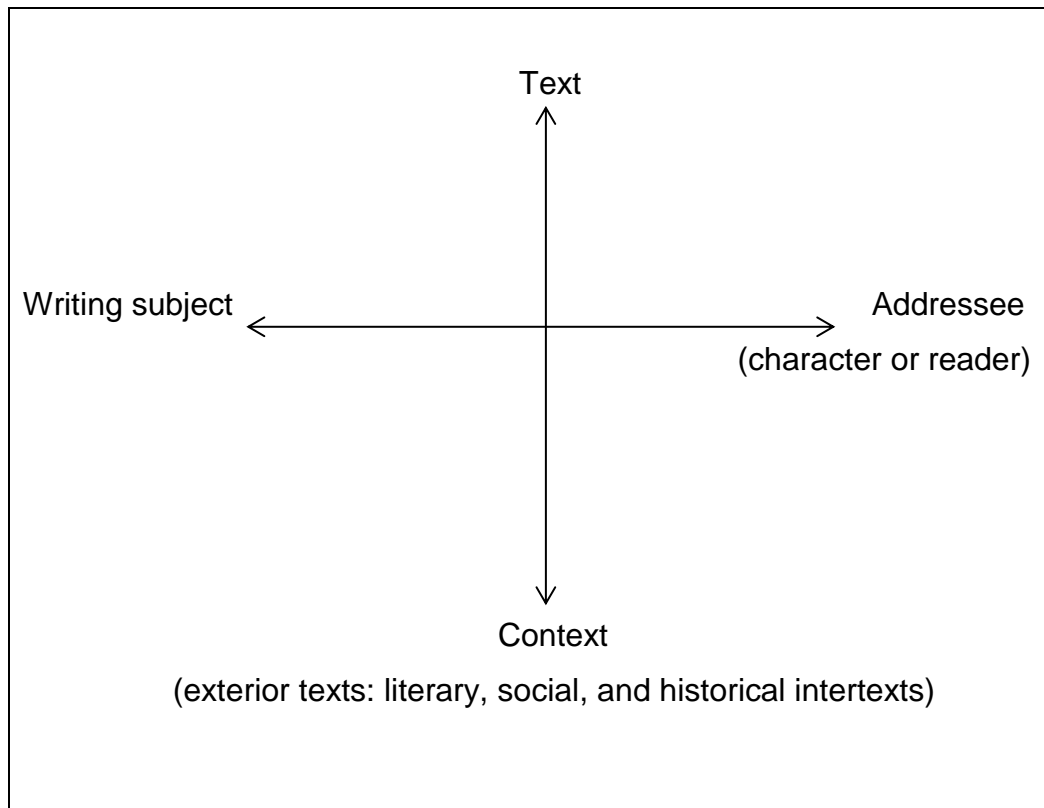 Text
Writing subject
Addressee
(character or reader)
Context
(exterior texts: literary, social, and historical intertexts)